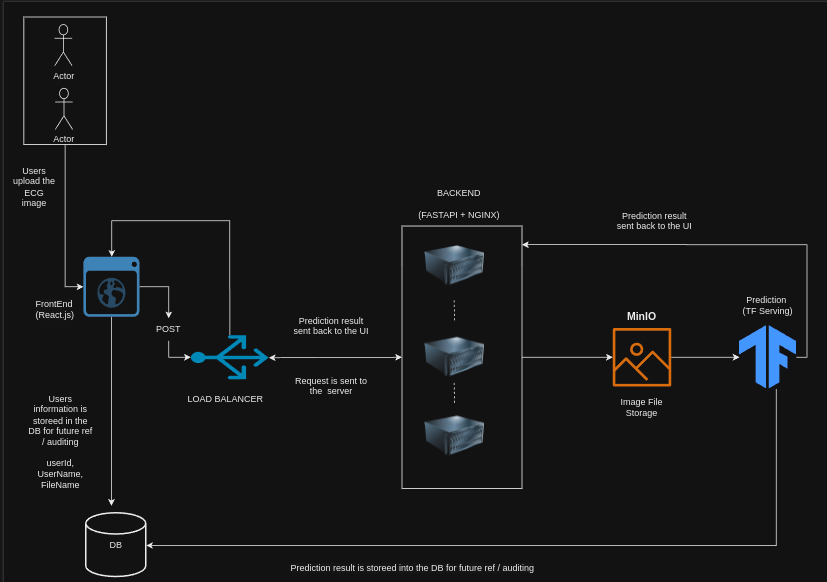 Actor
Actor
Users
upload the
ECG
image
FrontEnd
(React.js)
POST
LOAD BALANCER
Prediction result
sent back to the UI
Request is sent to
the server
BACKEND
(FASTAPI + NGINX)
Prediction result
sent back to the UI
MinIO
Image File
Storage
Prediction
(TF Serving)
Users
information is
storeed in the
DB for future ref
/ auditing
userId,
UserName,
FileName
DB
Prediction result is storeed into the DB for future ref / auditing